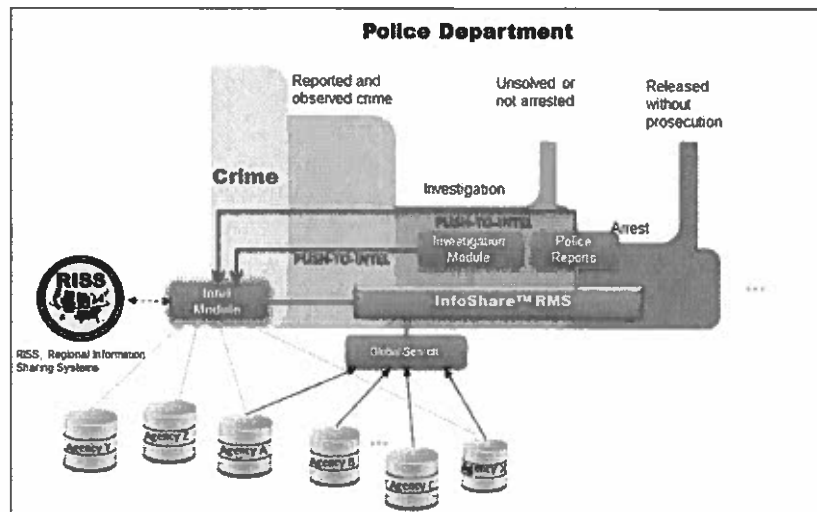 Police Department
Reported and
observed crime
Unsolved or
not arrested
Released
without
prosecution
Crime
Investigation
PUSH-TO-INTEL
Arrest
PUSH-TO-INTEL
Investigation
Module
Police
Reports
RISS
Intel
Module
InfoShare™ RMS
...
RISS, Regional Information
Sharing Systems
Global Search
Agency Y
Agency Z
Agency A
...
Agency B
Agency C
Agency